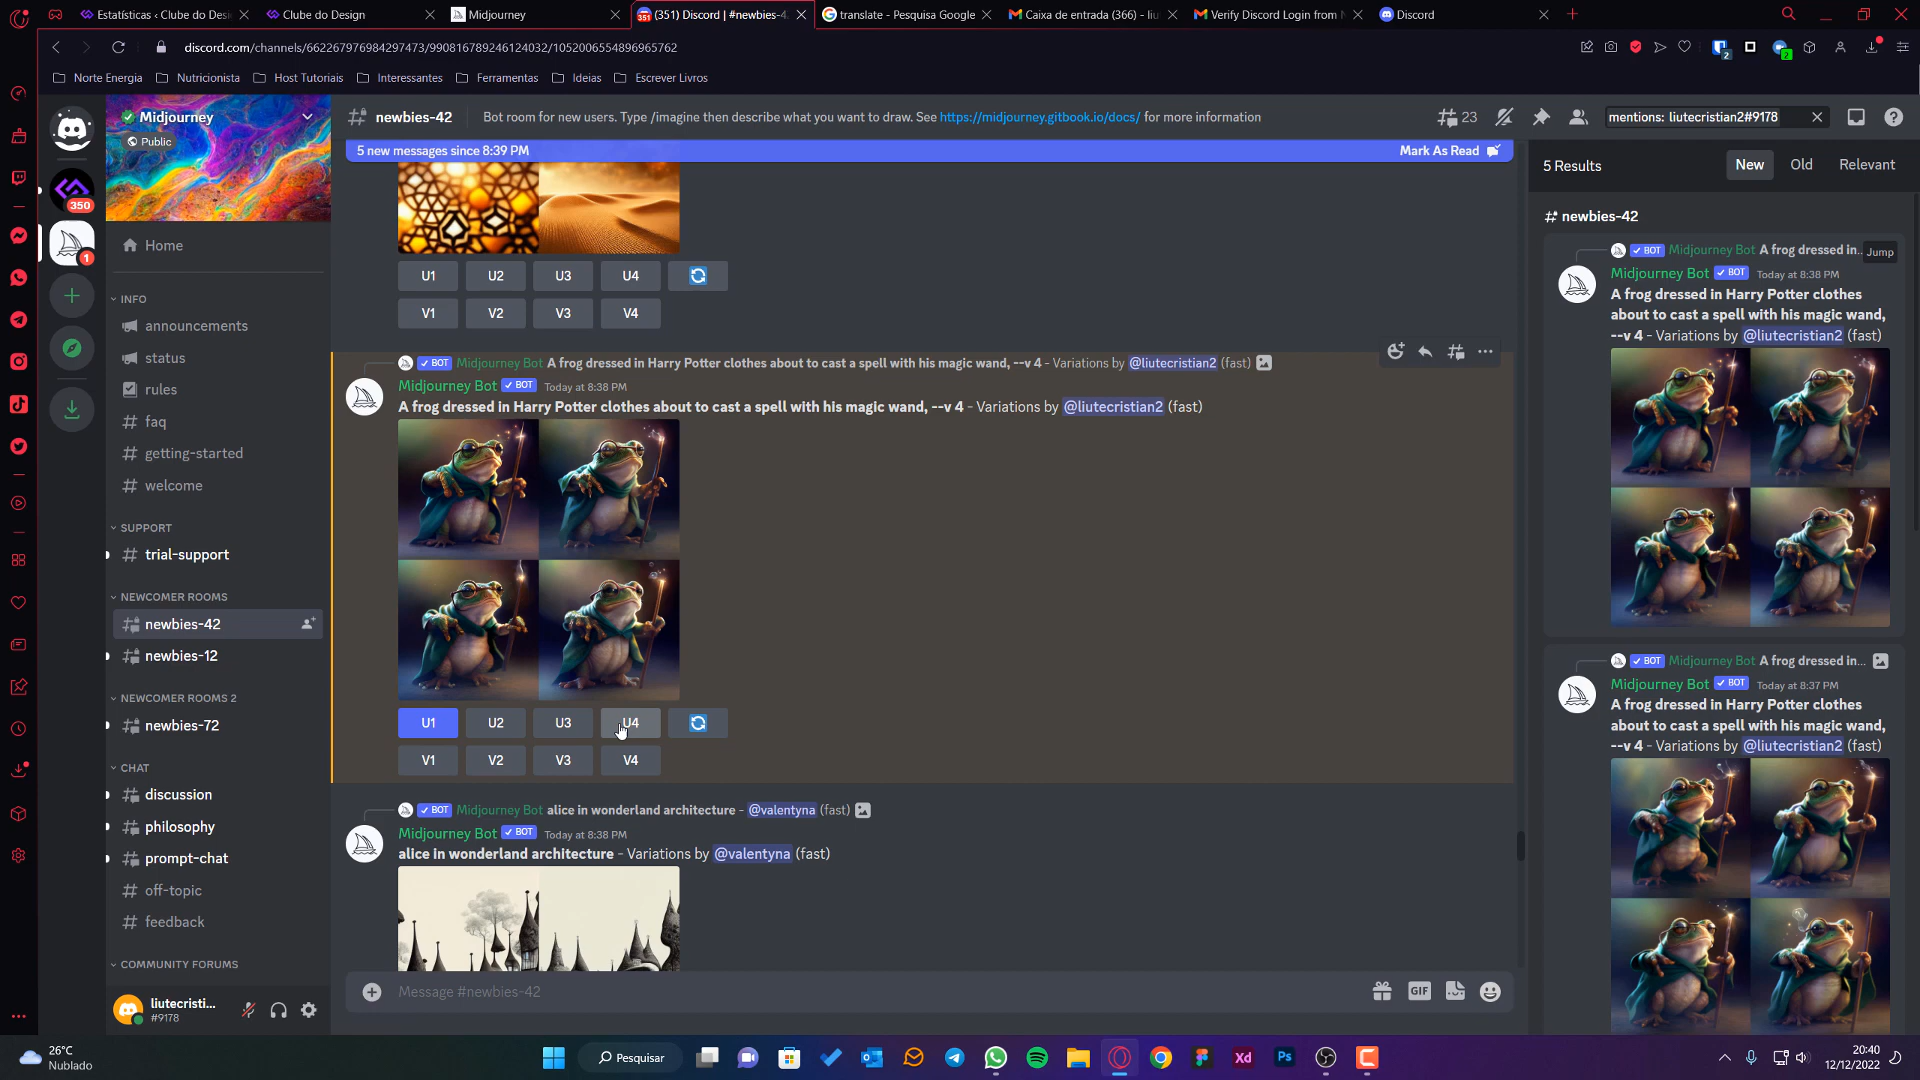 Estatísticas ‹ Clube do Desi
Clube do Design
Midjourney
(351) Discord | #newbies-4
translate - Pesquisa Google
Caixa de entrada (366) - liu
Verify Discord Login from N
Discord
discord.com/channels/662267976984297473/990816789246124032/1052006554896965762
Norte Energia
Nutricionista
Host Tutoriais
Interessantes
Ferramentas
Ideias
Escrever Livros
Midjourney
Public
newbies-42
Bot room for new users. Type /imagine then describe what you want to draw. See https://midjourney.gitbook.io/docs/ for more information
23
mentions: liutecristian2#9178
5 new messages since 8:39 PM
Mark As Read
350
1
Home
INFO
announcements
status
rules
faq
getting-started
welcome
SUPPORT
trial-support
NEWCOMER ROOMS
newbies-42
newbies-12
NEWCOMER ROOMS 2
newbies-72
CHAT
discussion
philosophy
prompt-chat
off-topic
feedback
COMMUNITY FORUMS
liutecristi...
#9178
U1 U2 U3 U4
V1 V2 V3 V4
BOT Midjourney Bot A frog dressed in Harry Potter clothes about to cast a spell with his magic wand, --v 4 - Variations by @liutecristian2 (fast)
Midjourney Bot BOT Today at 8:38 PM
A frog dressed in Harry Potter clothes about to cast a spell with his magic wand, --v 4 - Variations by @liutecristian2 (fast)
U1 U2 U3 U4
V1 V2 V3 V4
BOT Midjourney Bot alice in wonderland architecture - @valentyna (fast)
Midjourney Bot BOT Today at 8:38 PM
alice in wonderland architecture - Variations by @valentyna (fast)
Message #newbies-42
GIF
5 Results
New
Old
Relevant
newbies-42
BOT Midjourney Bot A frog dressed in...
Jump
Midjourney Bot BOT Today at 8:38 PM
A frog dressed in Harry Potter clothes
about to cast a spell with his magic wand,
--v 4 - Variations by @liutecristian2 (fast)
BOT Midjourney Bot A frog dressed in...
Midjourney Bot BOT Today at 8:37 PM
A frog dressed in Harry Potter clothes
about to cast a spell with his magic wand,
--v 4 - Variations by @liutecristian2 (fast)
26°C
Nublado
Pesquisar
Xd
Ps
20:40
12/12/2022